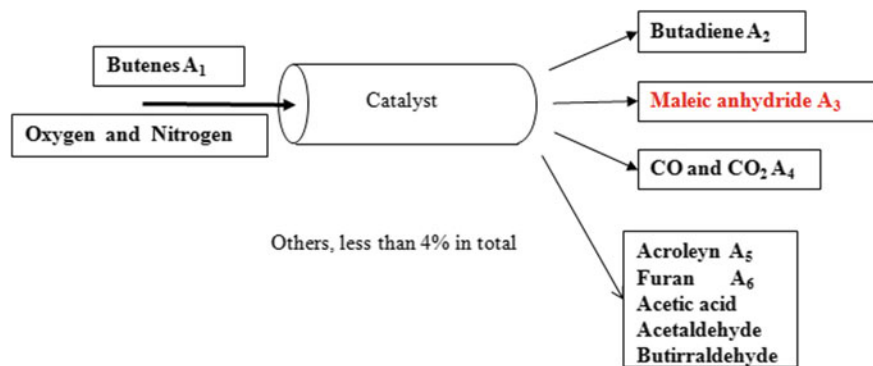 Butenes A₁
Oxygen and Nitrogen
Catalyst
Butadiene A₂
Maleic anhydride A₃
CO and CO₂ A₄
Others, less than 4% in total
Acroleyn A₅
Furan A₆
Acetic acid
Acetaldehyde
Butirraldehyde